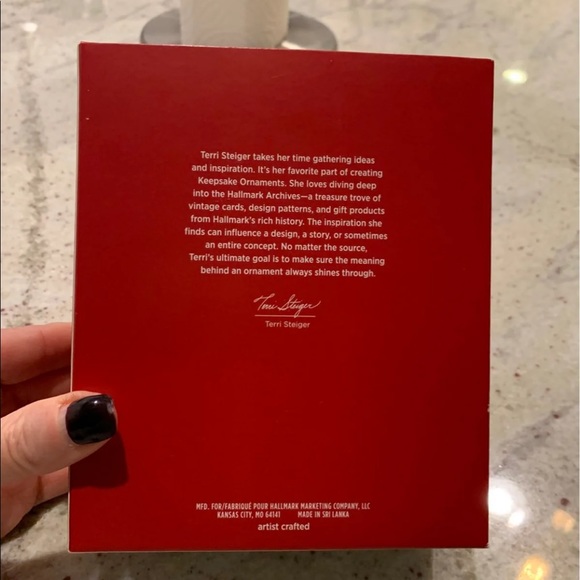 Terri Steiger takes her time gathering ideas
and inspiration. It's her favorite part of creating
Keepsake Ornaments. She loves diving deep
into the Hallmark Archives—a treasure trove of
vintage cards, design patterns, and gift products
from Hallmark's rich history. The inspiration she
finds can influence a design, a story, or sometimes
an entire concept. No matter the source,
Terri's ultimate goal is to make sure the meaning
behind an ornament always shines through.
Terri Steiger
Terri Steiger
MFD. FOR/FABRIQUÉ POUR HALLMARK MARKETING COMPANY, LLC
KANSAS CITY, MO 64141 MADE IN SRI LANKA
artist crafted